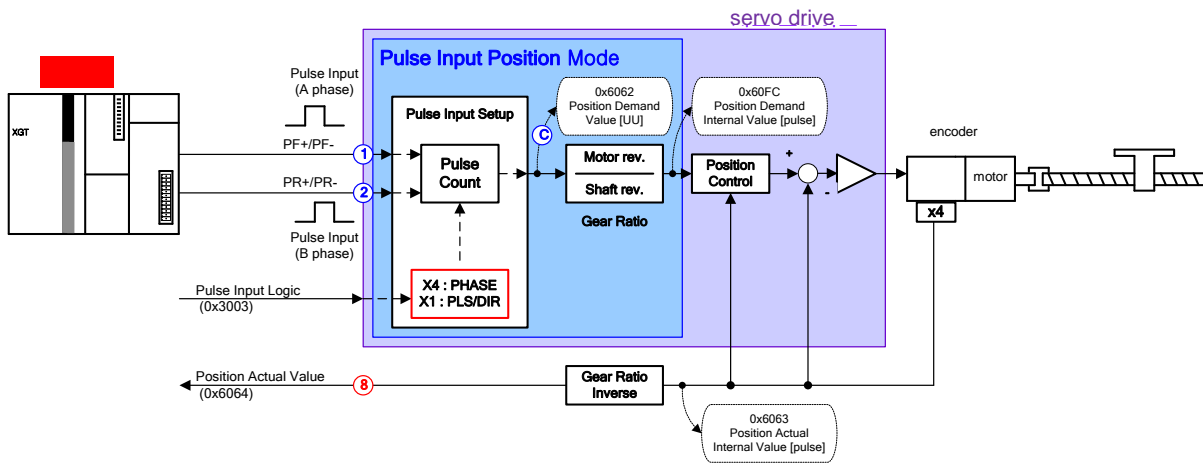 servo drive
Pulse Input Position Mode
Pulse Input
(A phase)
XGT
PF+/PF-
1
PR+/PR-
2
Pulse Input
(B phase)
Pulse Input Setup
Pulse
Count
X4 : PHASE
X1 : PLS/DIR
Pulse Input Logic
(0x3003)
C
0x6062
Position Demand
Value [UU]
0x60FC
Position Demand
Internal Value [pulse]
Motor rev.
Shaft rev.
Gear Ratio
Position
Control
+
-
encoder
motor
x4
Position Actual Value
(0x6064)
8
Gear Ratio
Inverse
0x6063
Position Actual
Internal Value [pulse]